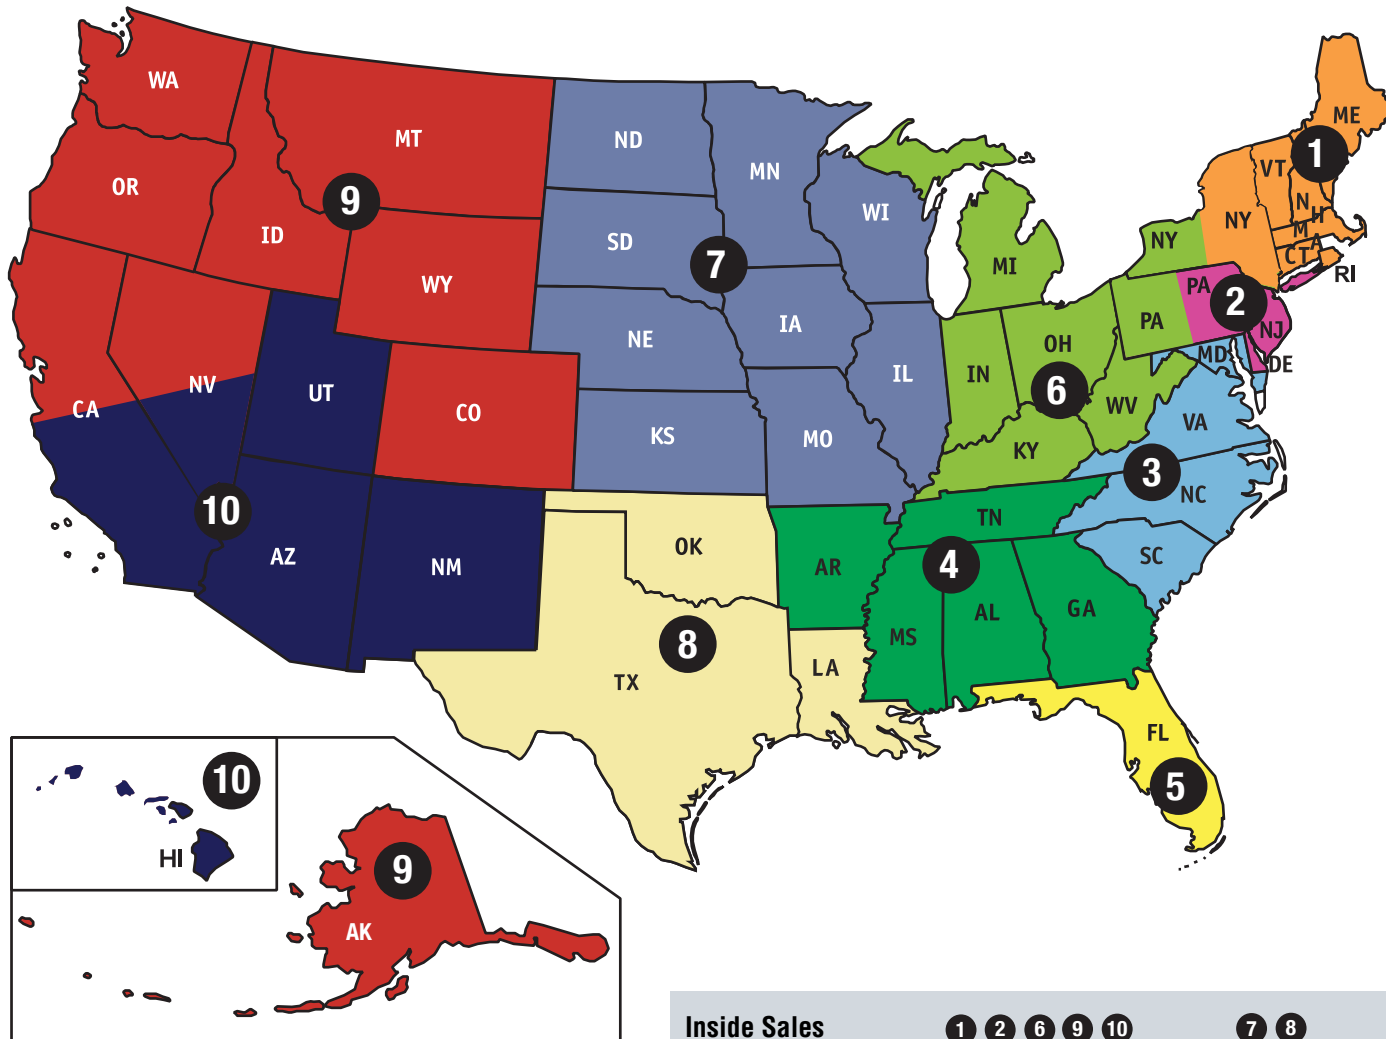 WA
MT
ND
MN
ME
1
VT
OR
9
ID
SD
WI
NY
NH
NY
MA
CT
RI
7
MI
WY
PA
2
NJ
PA
IA
NE
OH
MD
DE
IL
IN
NV
UT
CA
CO
6
WV
VA
KS
MO
KY
3
NC
10
TN
OK
SC
AZ
NM
AR
4
AL
GA
MS
8
LA
TX
FL
5
10
HI
9
AK
Inside Sales 1 2 6 9 10 7 8